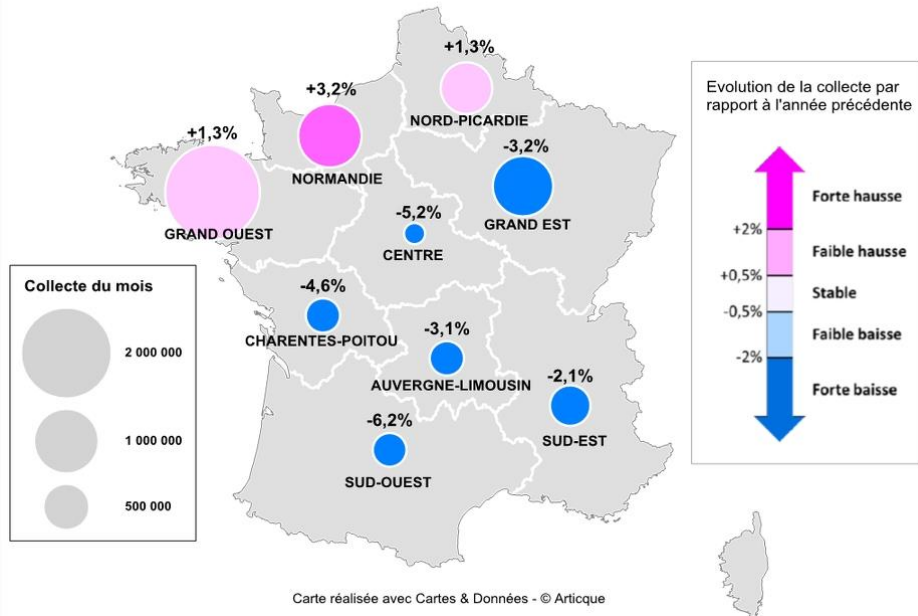 +1,3%
NORD-PICARDIE
+3,2%
NORMANDIE
+1,3%
GRAND OUEST
-3,2%
GRAND EST
-5,2%
CENTRE
-4,6%
CHARENTES-POITOU
-3,1%
AUVERGNE-LIMOUSIN
-2,1%
SUD-EST
-6,2%
SUD-OUEST
Collecte du mois
2 000 000
1 000 000
500 000
Evolution de la collecte par
rapport à l'année précédente
Forte hausse
+2%
Faible hausse
+0,5%
Stable
-0,5%
Faible baisse
-2%
Forte baisse
Carte réalisée avec Cartes & Données - © Articque